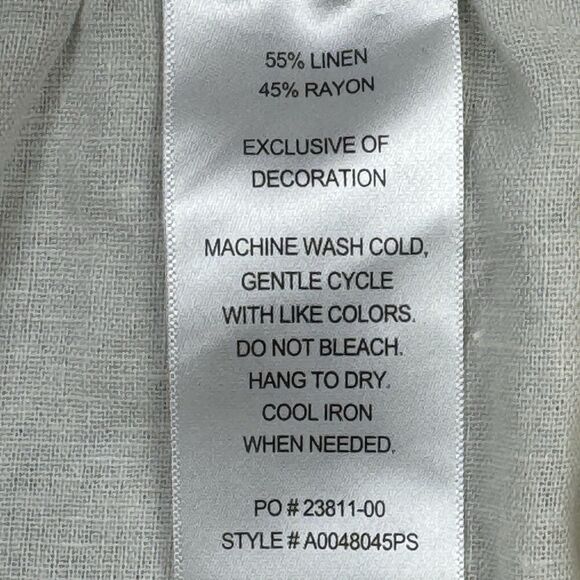 55% LINEN
45% RAYON
EXCLUSIVE OF
DECORATION
MACHINE WASH COLD,
GENTLE CYCLE
WITH LIKE COLORS.
DO NOT BLEACH.
HANG TO DRY.
COOL IRON
WHEN NEEDED.
PO # 23811-00
STYLE # A0048045PS